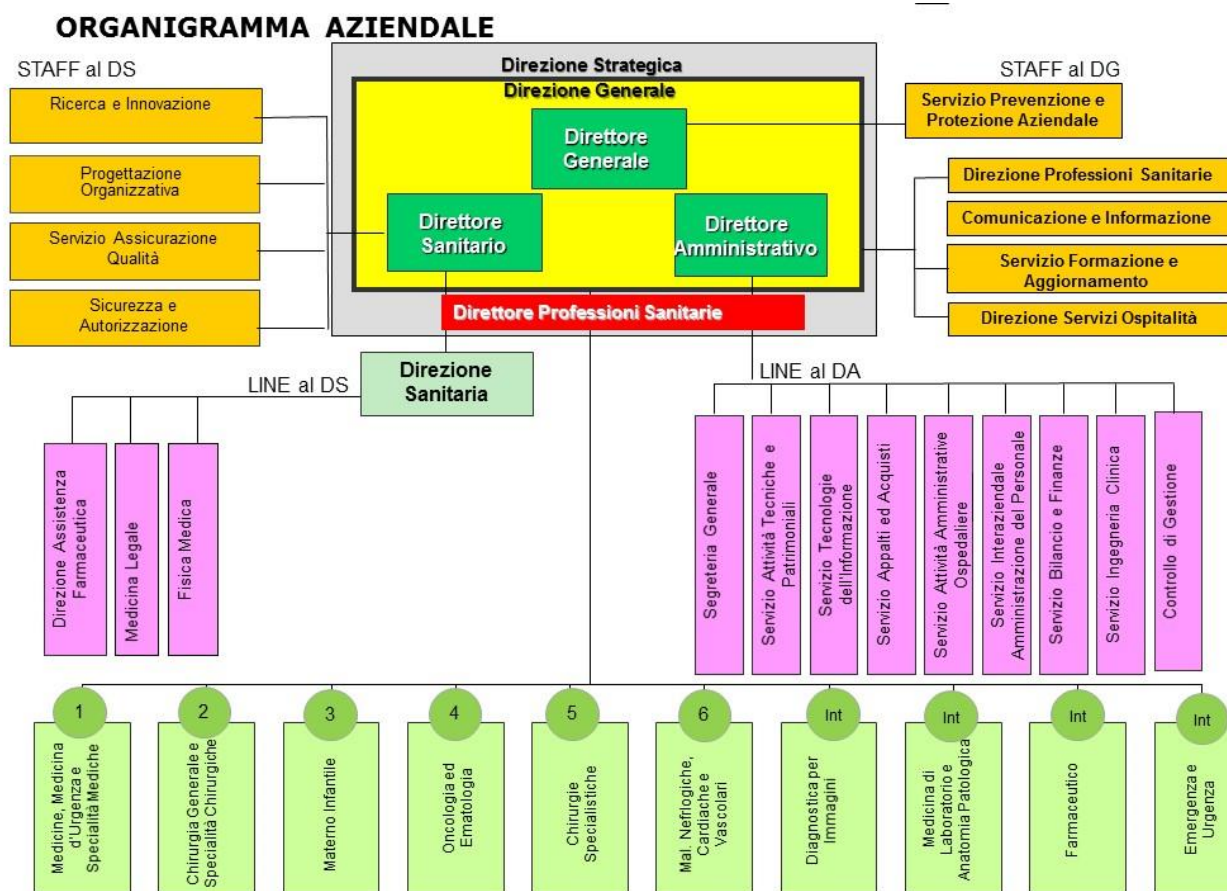 ORGANIGRAMMA AZIENDALE
STAFF al DS
Ricerca e Innovazione
Progettazione
Organizzativa
Servizio Assicurazione
Qualità
Sicurezza e
Autorizzazione
Direzione Strategica
Direzione Generale
Direttore
Generale
Direttore
Sanitario
Direttore
Amministrativo
Direttore Professioni Sanitarie
STAFF al DG
Servizio Prevenzione e
Protezione Aziendale
Direzione Professioni Sanitarie
Comunicazione e Informazione
Servizio Formazione e
Aggiornamento
Direzione Servizi Ospitalità
LINE al DS
Direzione
Sanitaria
LINE al DA
Direzione Assistenza
Farmaceutica
Medicina Legale
Fisica Medica
Segreteria Generale
Servizio Attività Tecniche e
Patrimoniali
Servizio Tecnologie
dell'Informazione
Servizio Appalti ed Acquisti
Servizio Attività Amministrative
Ospedaliere
Servizio Interaziendale
Amministrazione del Personale
Servizio Bilancio e Finanze
Servizio Ingegneria Clinica
Controllo di Gestione
1
Medicine, Medicina
d'Urgenza e
Specialità Mediche
2
Chirurgia Generale e
Specialità Chirurgiche
3
Materno Infantile
4
Oncologia ed
Ematologia
5
Chirurgie
Specialistiche
6
Mal. Nefrlogiche,
Cardiache e
Vascolari
Int
Diagnostica per
Immagini
Int
Medicina di
Laboratorio e
Anatomia Patologica
Int
Farmaceutico
Int
Emergenza e
Urgenza